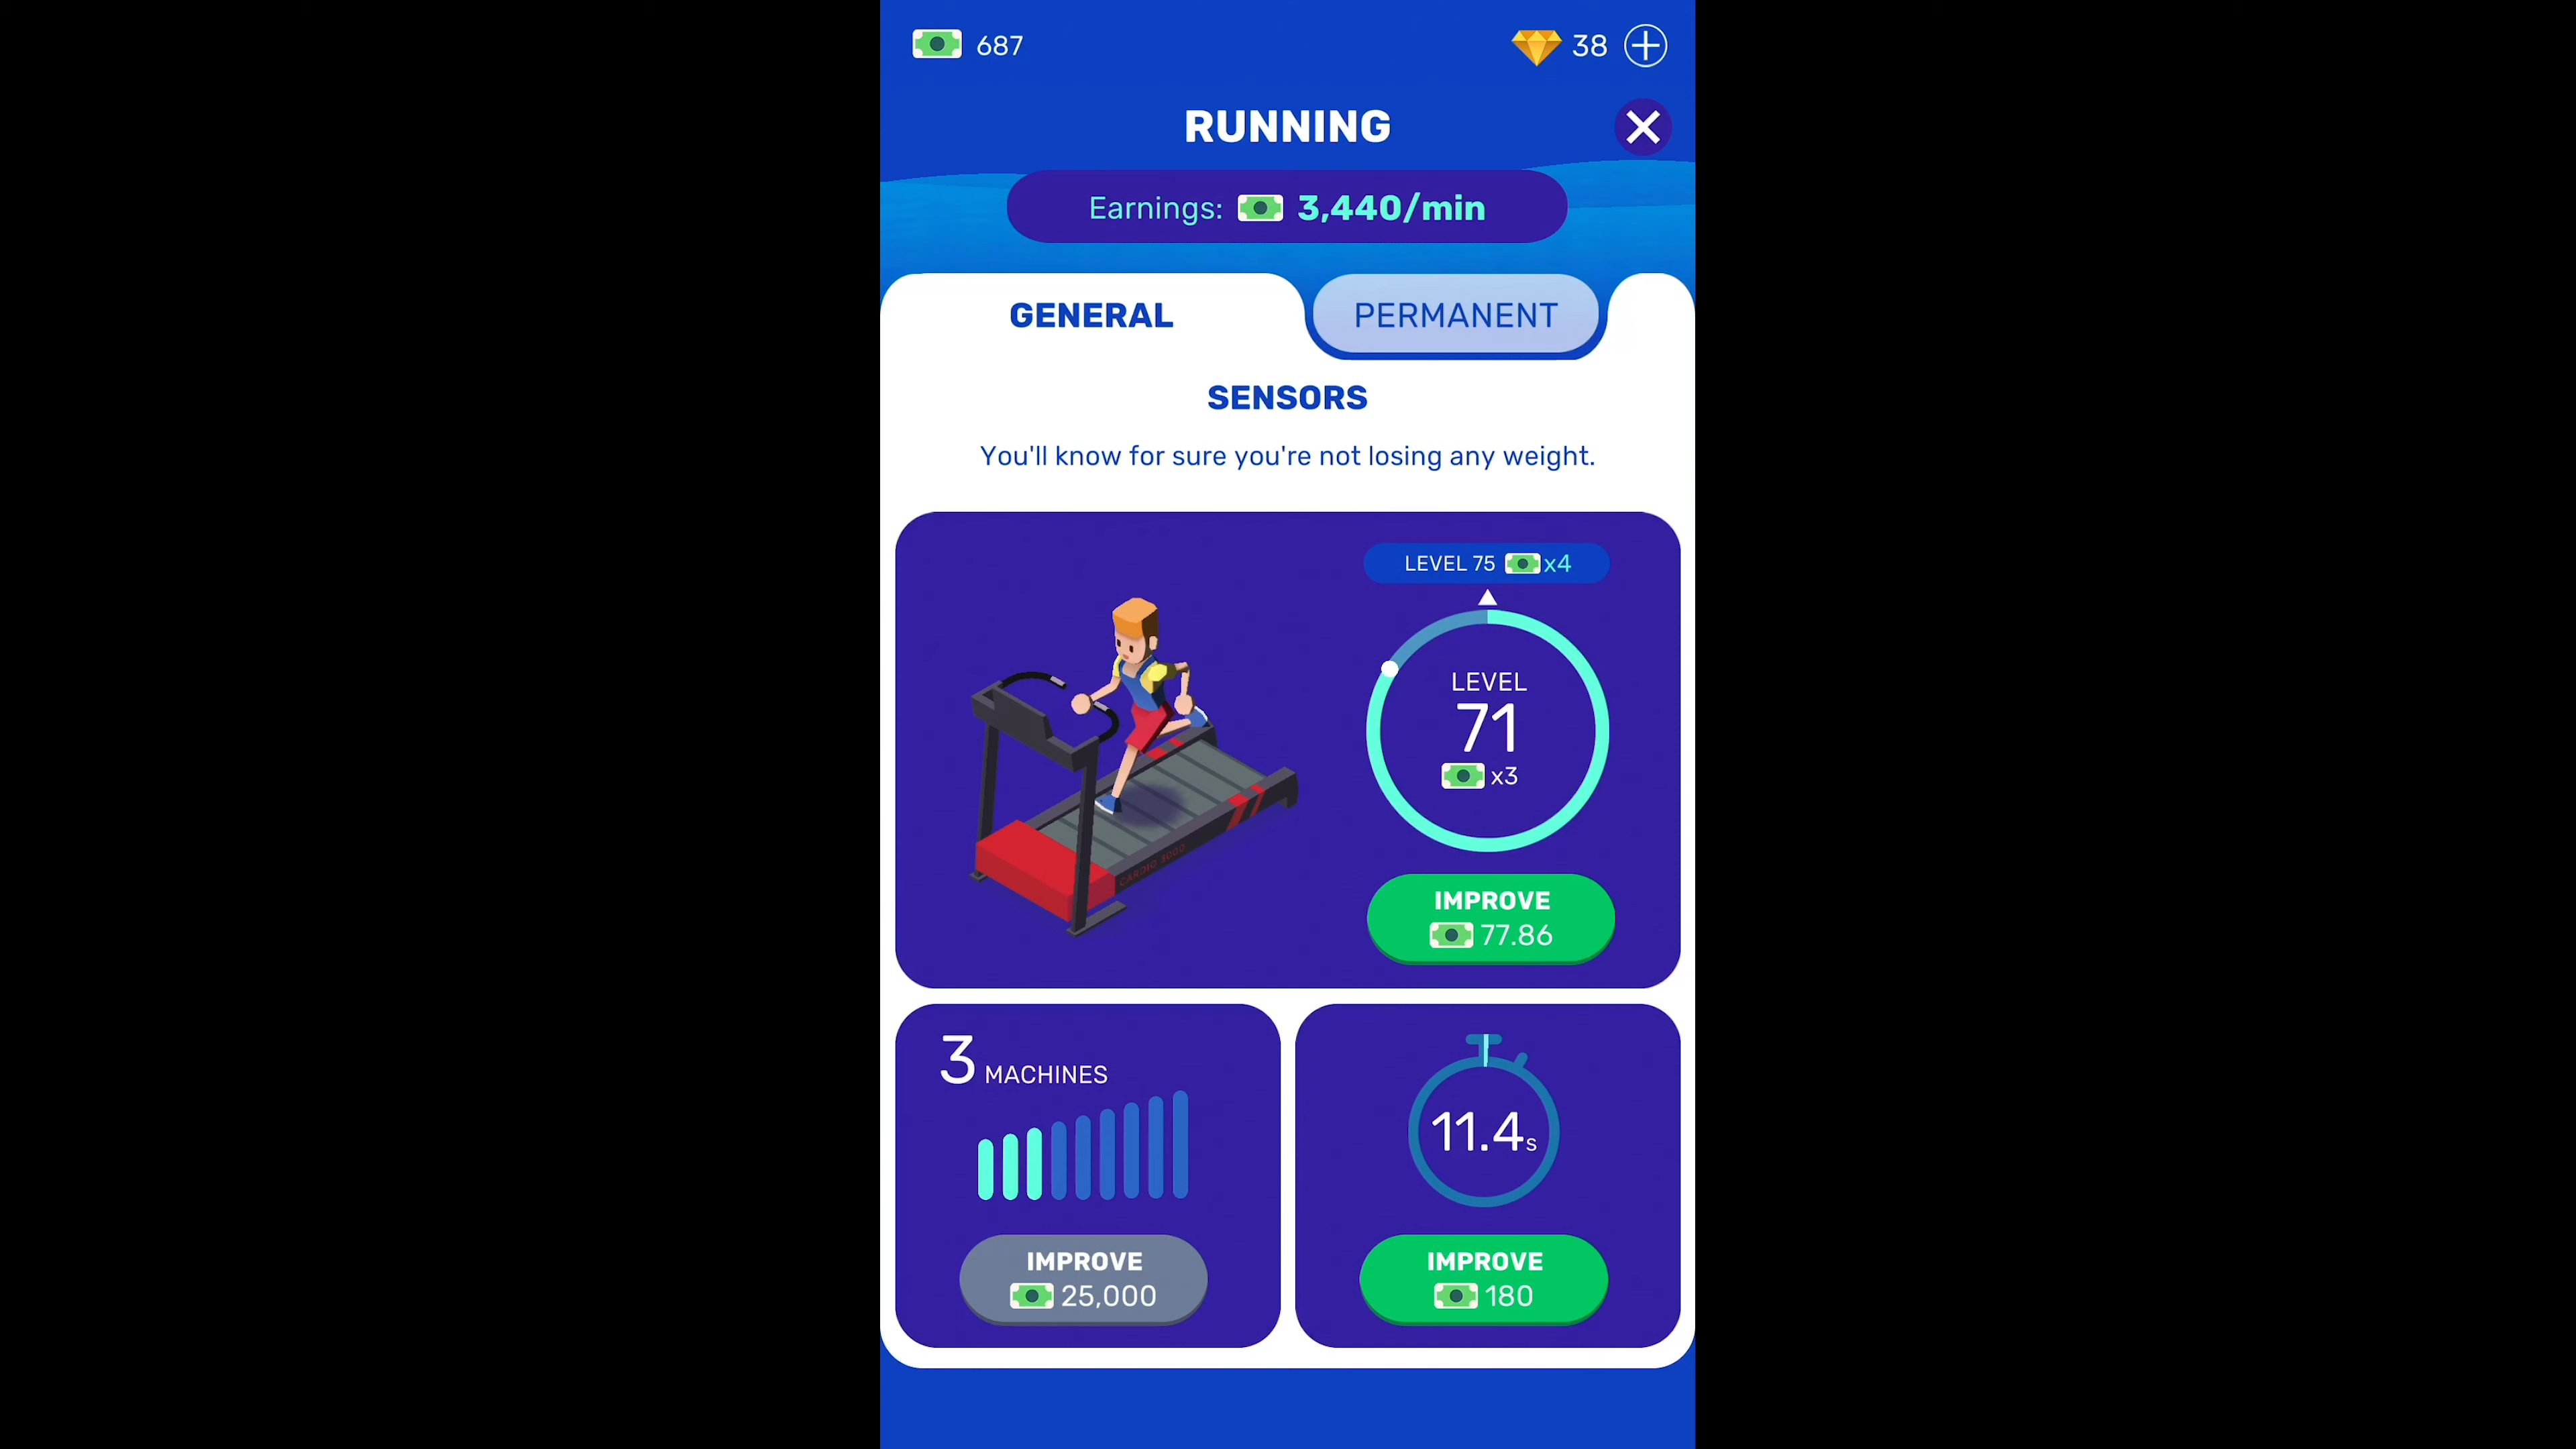 687
38
RUNNING
Earnings: 3,440/min
GENERAL
PERMANENT
SENSORS
You'll know for sure you're not losing any weight.
LEVEL 75 x4
LEVEL
71
x3
CARDIO 3000
IMPROVE
77.86
3 MACHINES
IMPROVE
25,000
11.4s
IMPROVE
180